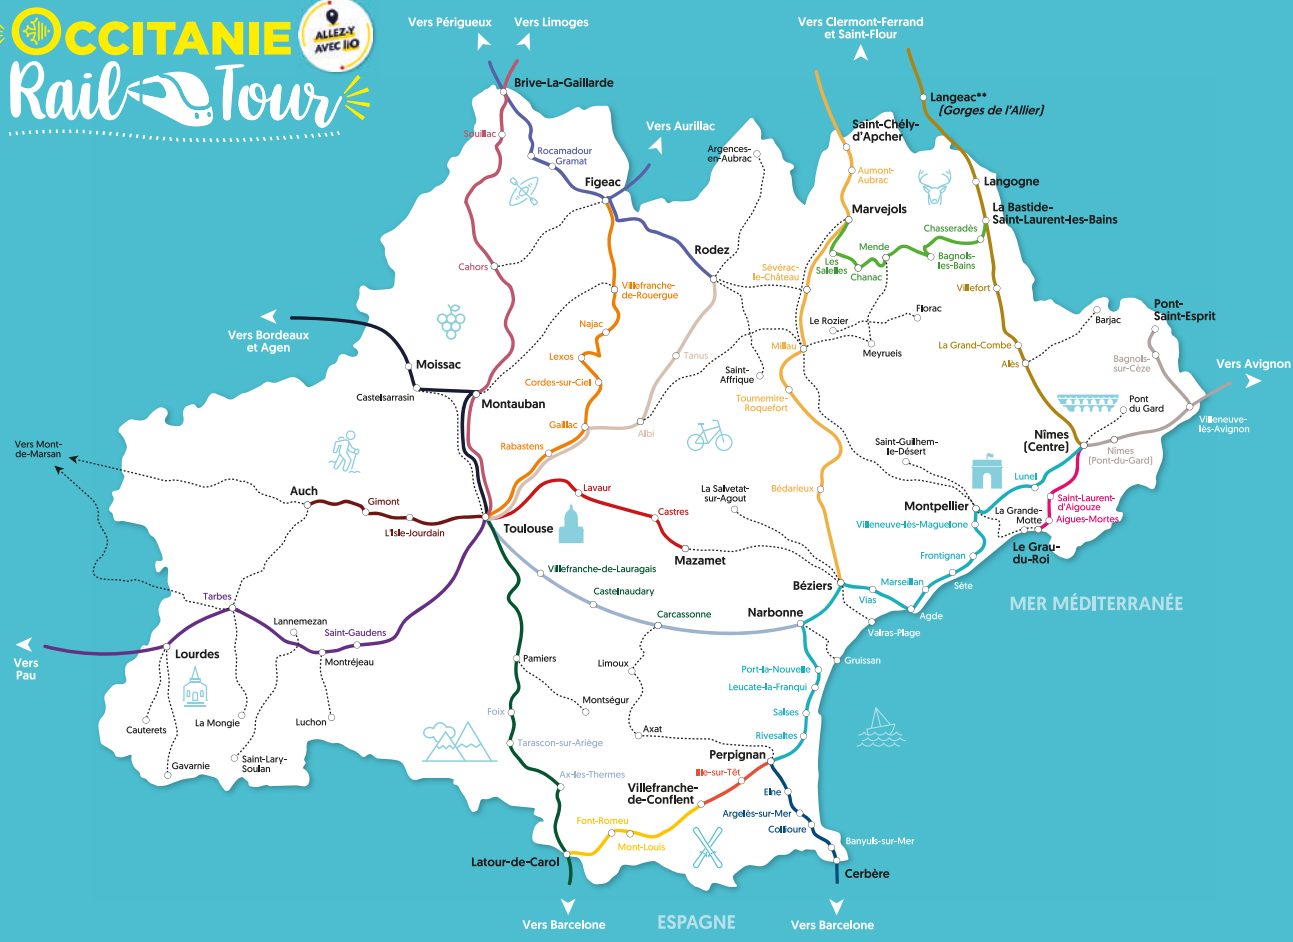 OCCITANIE
Rail Tour
ALLEZ-Y
AVEC liO
Vers Périgueux
Vers Limoges
Vers Clermont-Ferrand
et Saint-Flour
Brive-La-Gaillarde
Langeac**
(Gorges de l'Allier)
Souillac
Vers Aurillac
Saint-Chély-
d'Apcher
Rocamadour
Gramat
Argences-
en-Aubrac
Aumont-
Aubrac
Figeac
Langogne
Marvejols
La Bastide-
Saint-Laurent-les-Bains
Chasseradès
Rodez
Mende
Bagnols-
les-Bains
Les
Salelles
Chanac
Cahors
Sévérac-
le-Château
Villefranche-
de-Rouergue
Villefort
Florac
Pont-
Saint-Esprit
Vers Bordeaux
et Agen
Najac
Le Rozier
Barjac
Millau
Meyrueis
La Grand-Combe
Lexos
Tanus
Alès
Bagnols-
sur-Cèze
Vers Avignon
Moissac
Saint-
Affrique
Cordes-sur-Ciel
Castelsarrasin
Montauban
Tournemire-
Roquefort
Pont
du Gard
Gaillac
Albi
Villeneuve-
lès-Avignon
Vers Mont-
de-Marsan
Rabastens
Saint-Guilhem-
le-Désert
Nîmes
(Centre)
Nîmes
(Pont-du-Gard)
Lunel
Auch
Gimont
Lavaur
La Salvetat-
sur-Agout
Bédarieux
Saint-Laurent-
d'Aigouze
Montpellier
Castres
La Grande-
Motte
Aigues-Mortes
L'Isle-Jourdain
Toulouse
Villeneuve-lès-Maguelone
Le Grau-
du-Roi
Mazamet
Frontignan
Villefranche-de-Lauragais
Béziers
Marseillan
Sète
Castelnaudary
Vias
MER MÉDITERRANÉE
Tarbes
Agde
Carcassonne
Narbonne
Lannemezan
Saint-Gaudens
Valras-Plage
Lourdes
Montréjeau
Pamiers
Limoux
Gruissan
Vers
Pau
Port-la-Nouvelle
Leucate-la-Franqui
Montségur
Foix
Salses
Cauterets
La Mongie
Luchon
Axat
Rivesaltes
Tarascon-sur-Ariège
Perpignan
Gavarnie
Saint-Lary-
Soulan
Ax-les-Thermes
Ille-sur-Têt
Villefranche-
de-Conflent
Elne
Argelès-sur-Mer
Font-Romeu
Collioure
Mont-Louis
Banyuls-sur-Mer
Latour-de-Carol
Cerbère
Vers Barcelone
ESPAGNE
Vers Barcelone